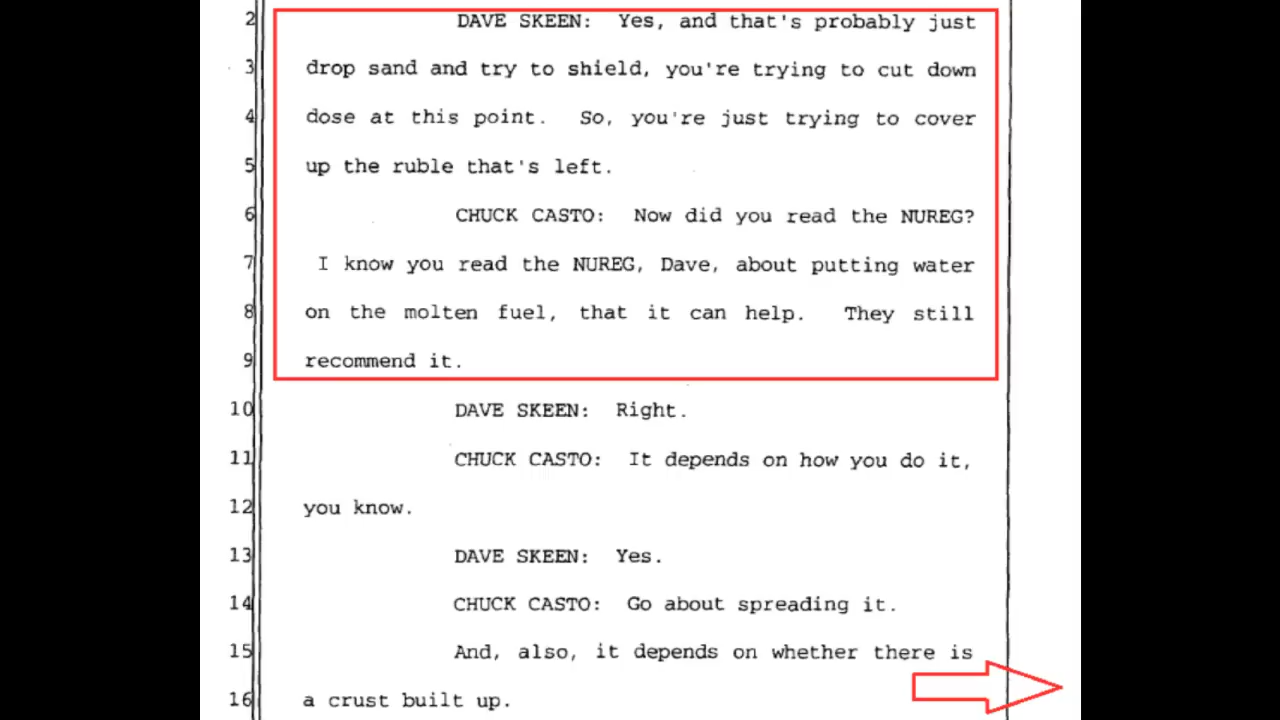 2 DAVE SKEEN: Yes, and that's probably just
3 drop sand and try to shield, you're trying to cut down
4 dose at this point. So, you're just trying to cover
5 up the ruble that's left.
6 CHUCK CASTO: Now did you read the NUREG?
7 I know you read the NUREG, Dave, about putting water
8 on the molten fuel, that it can help. They still
9 recommend it.
10 DAVE SKEEN: Right.
11 CHUCK CASTO: It depends on how you do it,
12 you know.
13 DAVE SKEEN: Yes.
14 CHUCK CASTO: Go about spreading it.
15 And, also, it depends on whether there is
16 a crust built up.